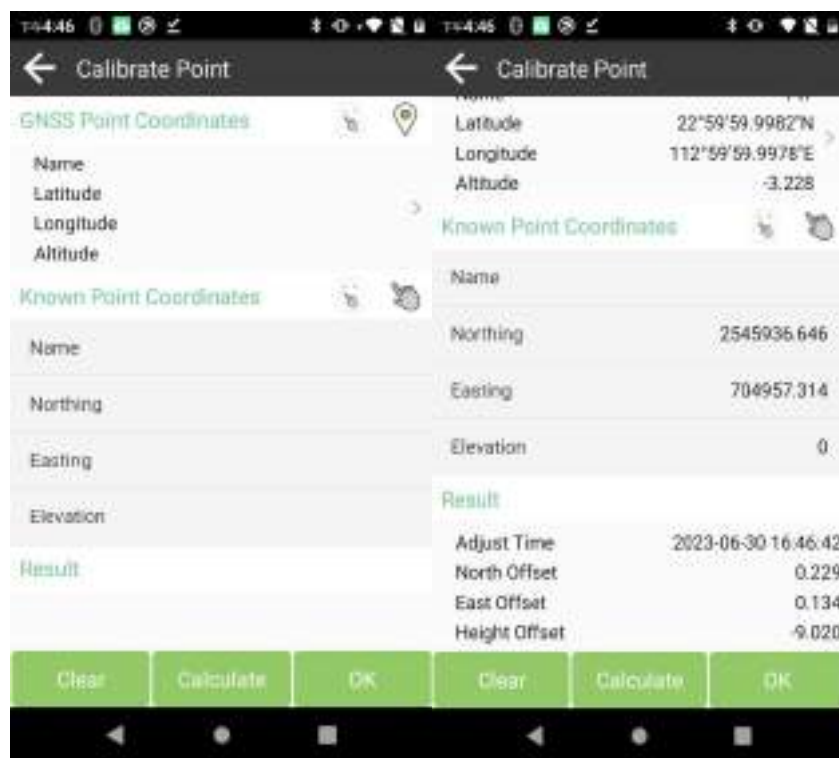 4:46
Calibrate Point
GNSS Point Coordinates
Name
Latitude
Longitude
Altitude
Known Point Coordinates
Name
Northing
Easting
Elevation
Result
Clear Calculate OK
4:46
Calibrate Point
Latitude 22°59'59.9982"N
Longitude 112°59'59.9978"E
Altitude -3.228
Known Point Coordinates
Name
Northing 2545936.646
Easting 704957.314
Elevation 0
Result
Adjust Time 2023-06-30 16:46:42
North Offset 0.229
East Offset 0.134
Height Offset -9.020
Clear Calculate OK